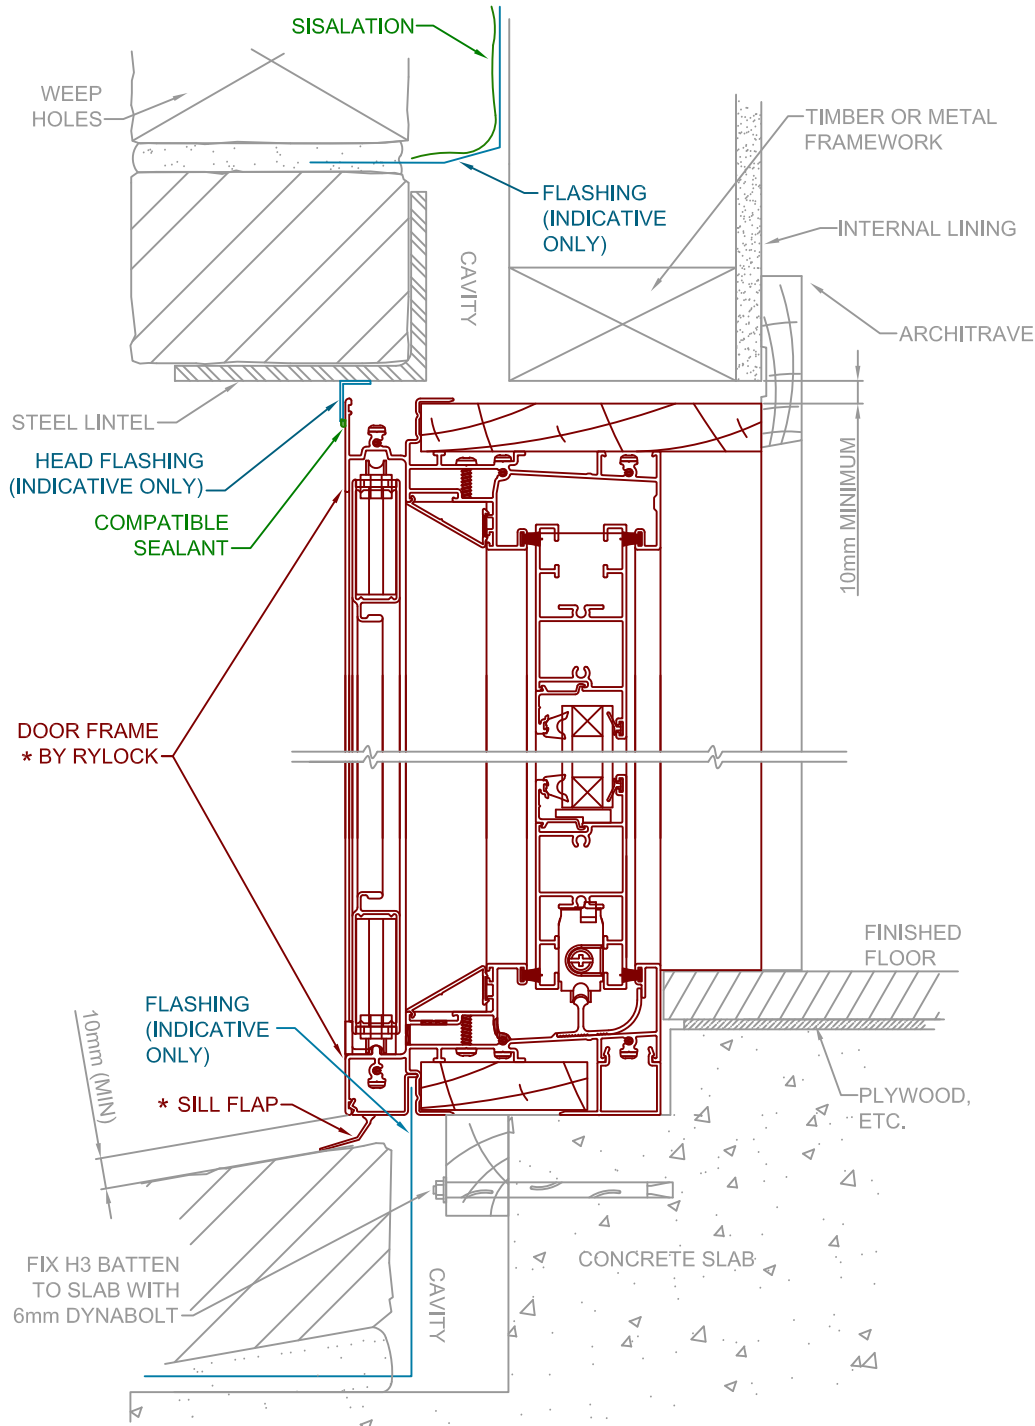 SISALATION
WEEP
HOLES
TIMBER OR METAL
FRAMEWORK
FLASHING
(INDICATIVE
ONLY)
INTERNAL LINING
CAVITY
ARCHITRAVE
STEEL LINTEL
HEAD FLASHING
(INDICATIVE ONLY)
10mm MINIMUM
COMPATIBLE
SEALANT
DOOR FRAME
* BY RYLOCK
FINISHED
FLOOR
FLASHING
(INDICATIVE
ONLY)
10mm (MIN)
* SILL FLAP
PLYWOOD,
ETC.
FIX H3 BATTEN
TO SLAB WITH
6mm DYNABOLT
CAVITY
CONCRETE SLAB